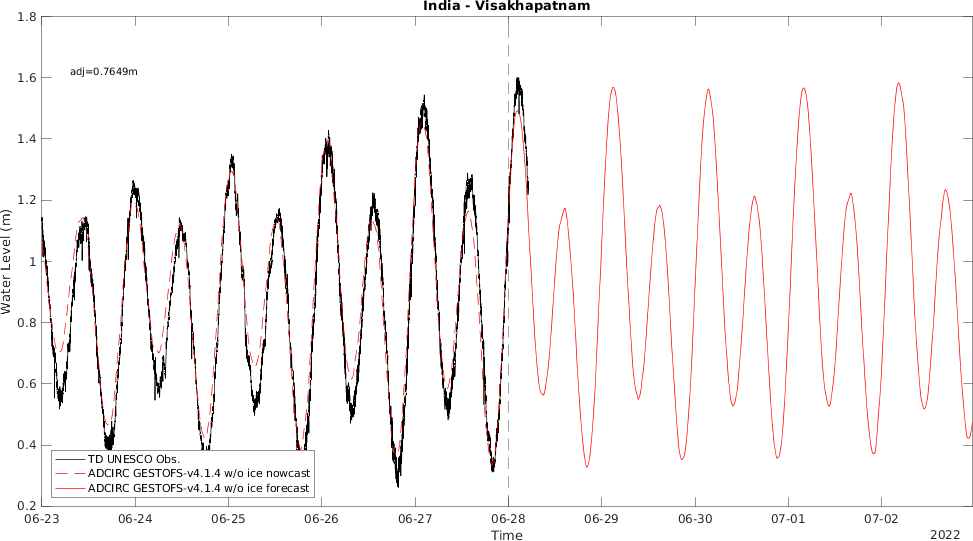 India - Visakhapatnam
1.8
1.6
1.4
1.2
1
0.8
0.6
0.4
0.2
Water Level (m)
adj=0.7649m
TD UNESCO Obs.
ADCIRC GESTOFS-v4.1.4 w/o ice nowcast
ADCIRC GESTOFS-v4.1.4 w/o ice forecast
06-23 06-24 06-25 06-26 06-27 06-28 06-29 06-30 07-01 07-02
Time
2022